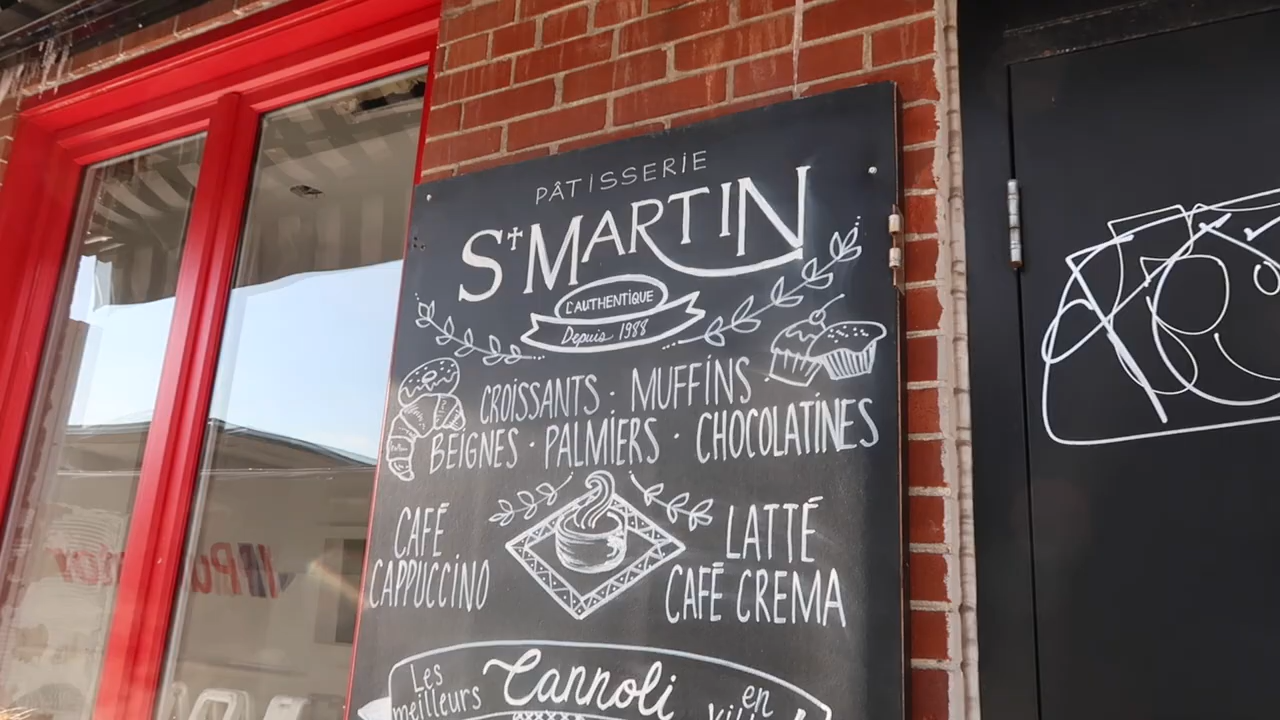 PÂTISSERIE
St MARTIN
L'AUTHENTIQUE
Depuis 1988
CROISSANTS · MUFFINS
BEIGNES · PALMIERS · CHOCOLATINES
CAFÉ
CAPPUCCINO
LATTÉ
CAFÉ CREMA
Les
meilleurs
Cannoli
en